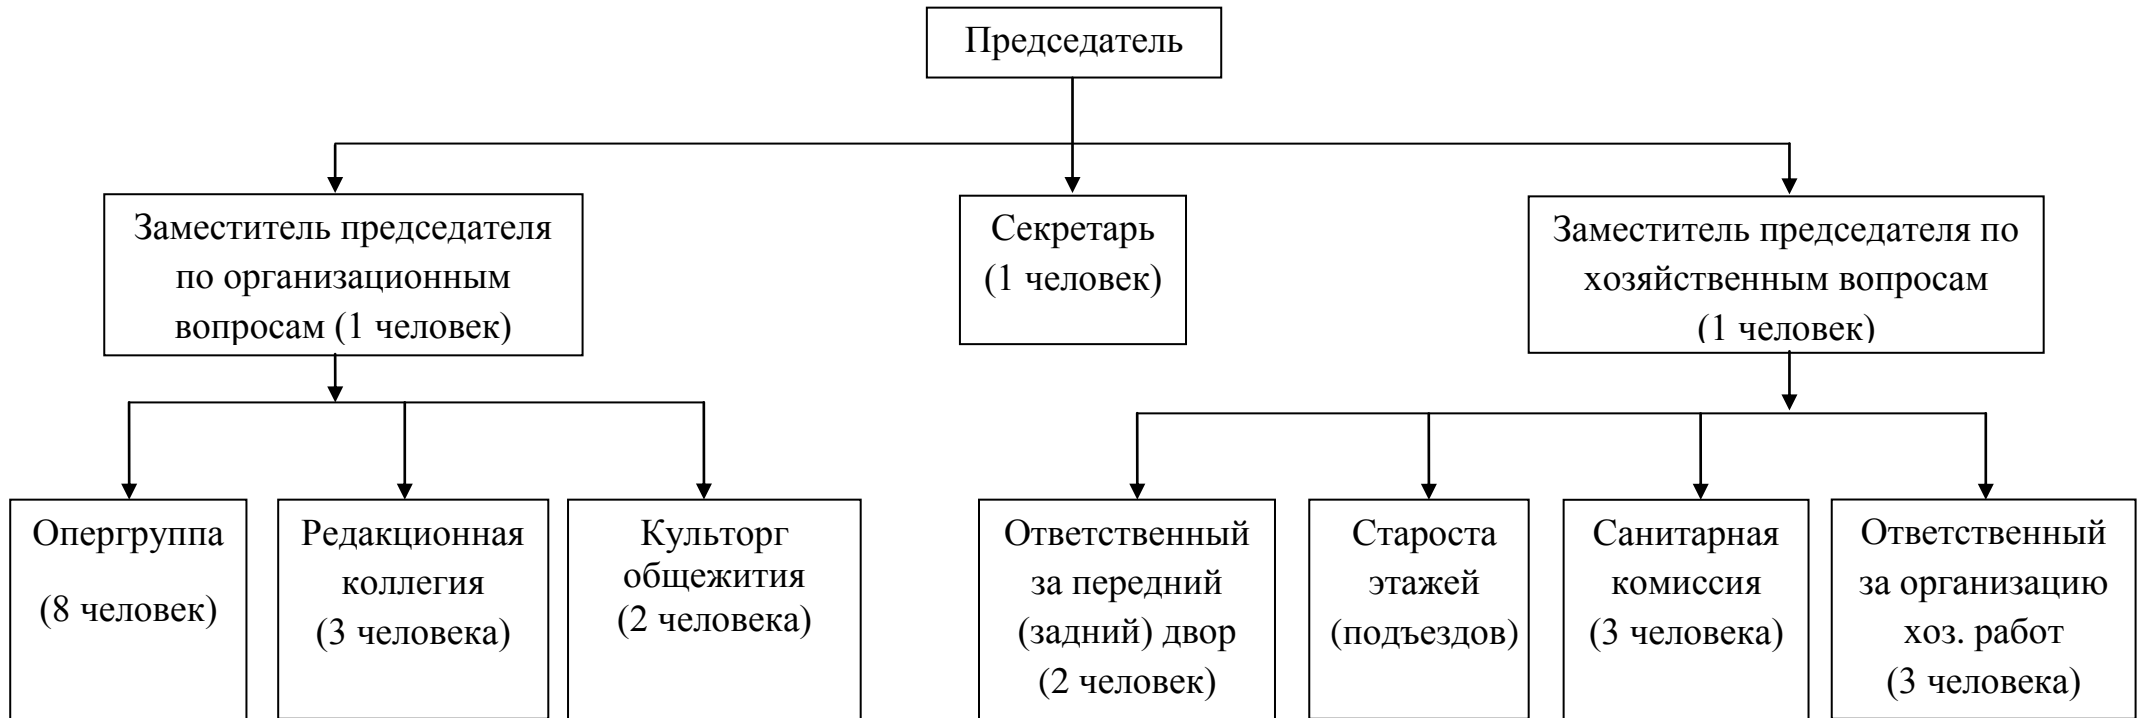 Председатель
Заместитель председателя
по организационным
вопросам (1 человек)
Секретарь
(1 человек)
Заместитель председателя по
хозяйственным вопросам
(1 человек)
Опергруппа
(8 человек)
Редакционная
коллегия
(3 человека)
Культорг
общежития
(2 человека)
Ответственный
за передний
(задний) двор
(2 человек)
Староста
этажей
(подъездов)
Санитарная
комиссия
(3 человека)
Ответственный
за организацию
хоз. работ
(3 человека)